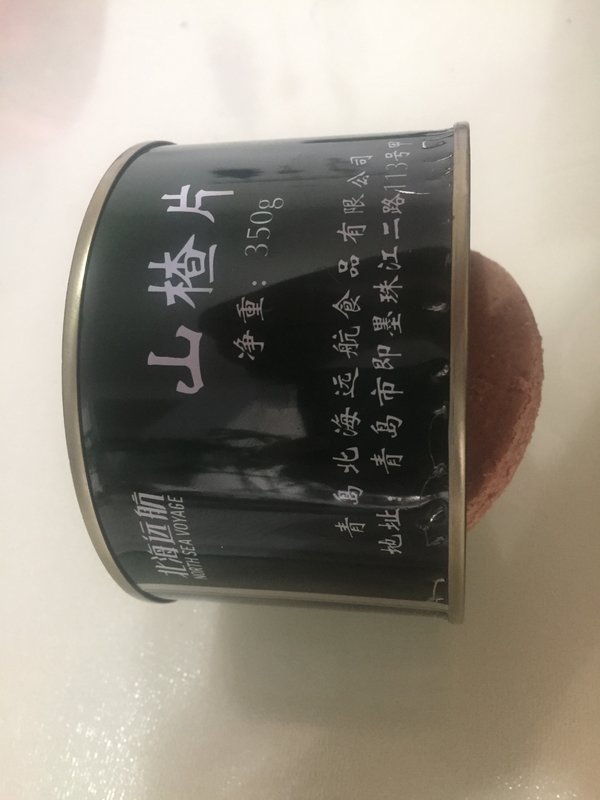 北海远航
NORTH SEA VOYAGE
山楂片
净重：350g
青岛北海远航食品有限公司
地址：青岛市即墨珠江二路113号甲